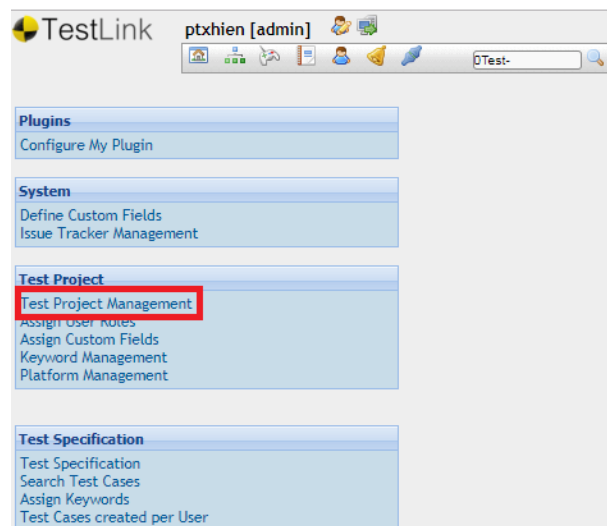 TestLink
ptxhien [admin]
0Test-
Plugins
Configure My Plugin
System
Define Custom Fields
Issue Tracker Management
Test Project
Test Project Management
Assign User Roles
Assign Custom Fields
Keyword Management
Platform Management
Test Specification
Test Specification
Search Test Cases
Assign Keywords
Test Cases created per User